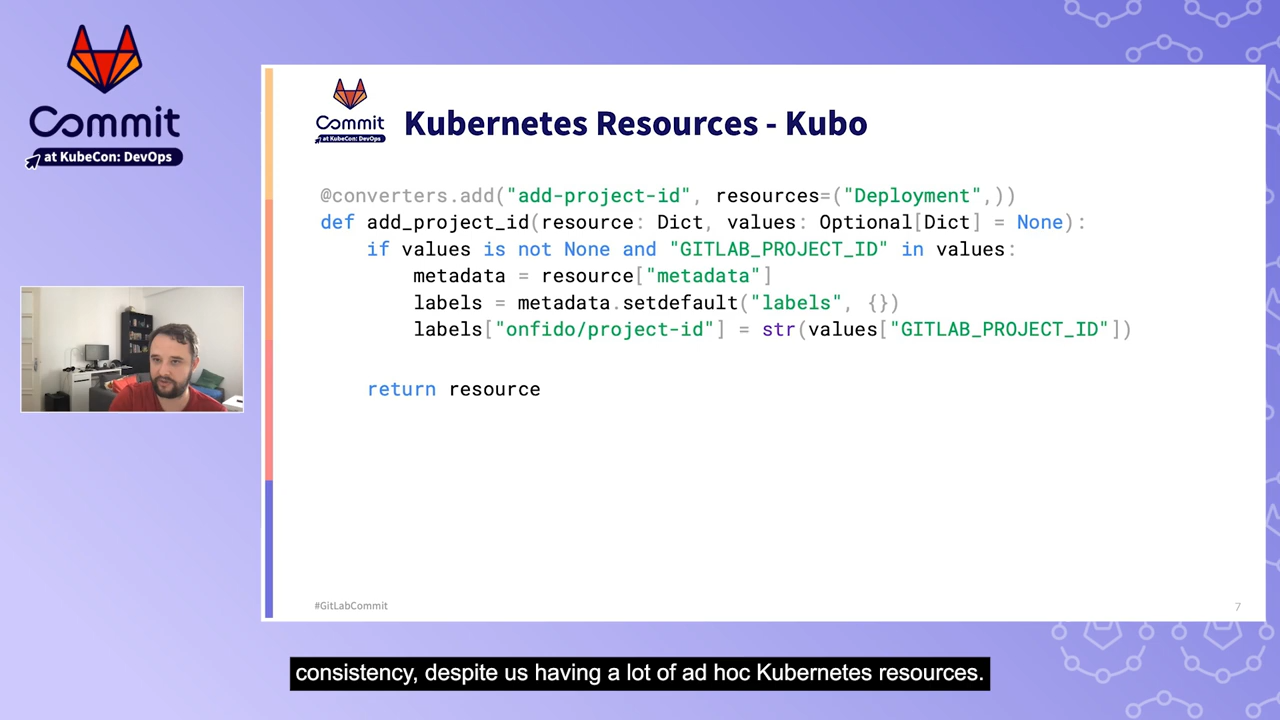 Commit
at KubeCon: DevOps
Commit
at KubeCon: DevOps
Kubernetes Resources - Kubo
@converters.add("add-project-id", resources=("Deployment",))
def add_project_id(resource: Dict, values: Optional[Dict] = None):
    if values is not None and "GITLAB_PROJECT_ID" in values:
        metadata = resource["metadata"]
        labels = metadata.setdefault("labels", {})
        labels["onfido/project-id"] = str(values["GITLAB_PROJECT_ID"])
    return resource
#GitLabCommit
7
consistency, despite us having a lot of ad hoc Kubernetes resources.